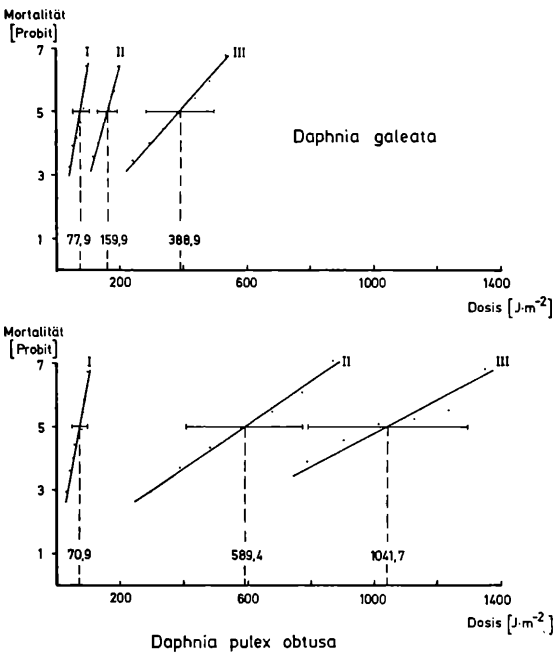 Mortalität
[Probit]
7
I
II
III
5
Daphnia galeata
3
1
77,9
159,9
388,9
200
600
1000
1400
Dosis [J·m⁻²]
Mortalität
[Probit]
7
I
II
III
5
3
1
70,9
589,4
1041,7
200
600
1000
1400
Dosis [J·m⁻²]
Daphnia pulex obtusa